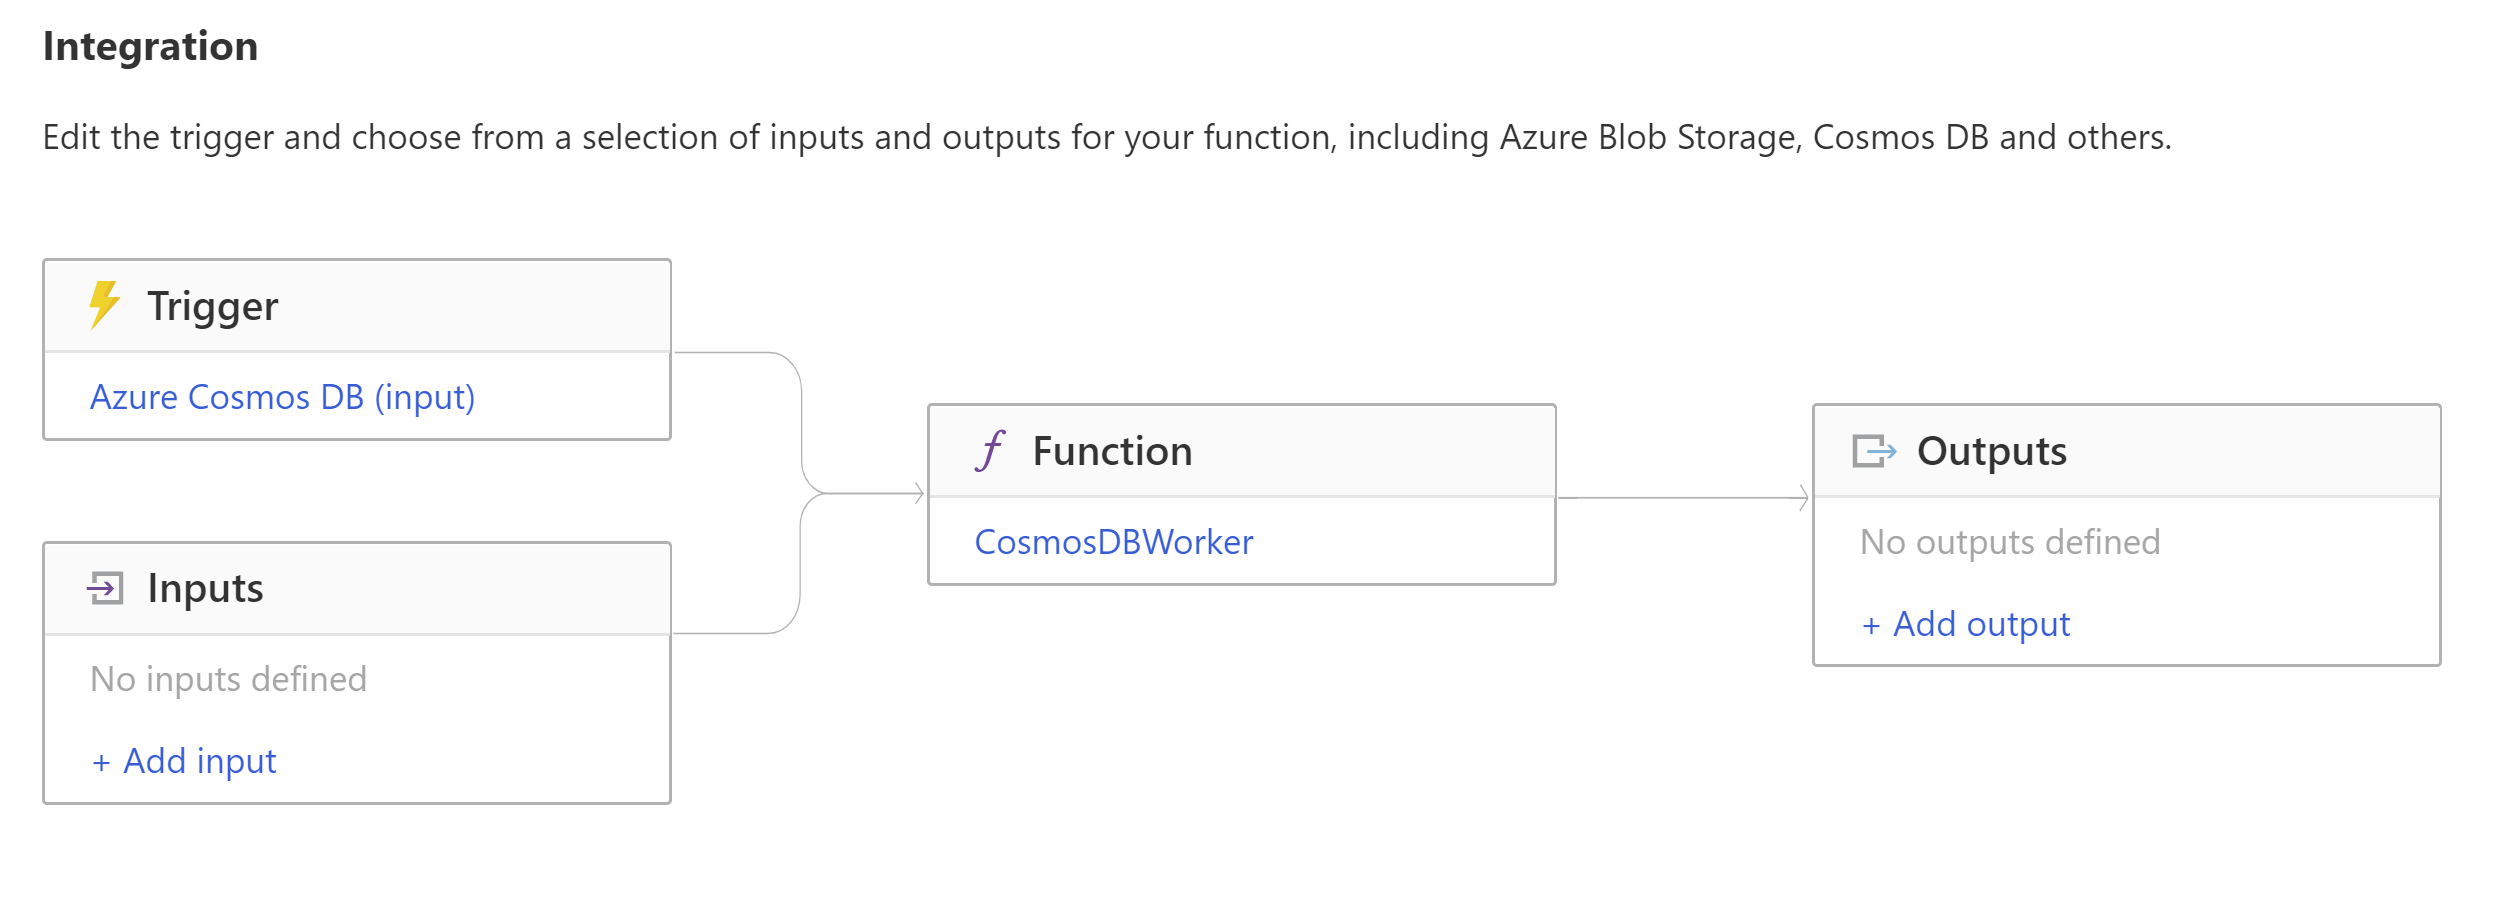 Integration
Edit the trigger and choose from a selection of inputs and outputs for your function, including Azure Blob Storage, Cosmos DB and others.
Trigger
Azure Cosmos DB (input)
Inputs
No inputs defined
+ Add input
Function
CosmosDBWorker
Outputs
No outputs defined
+ Add output